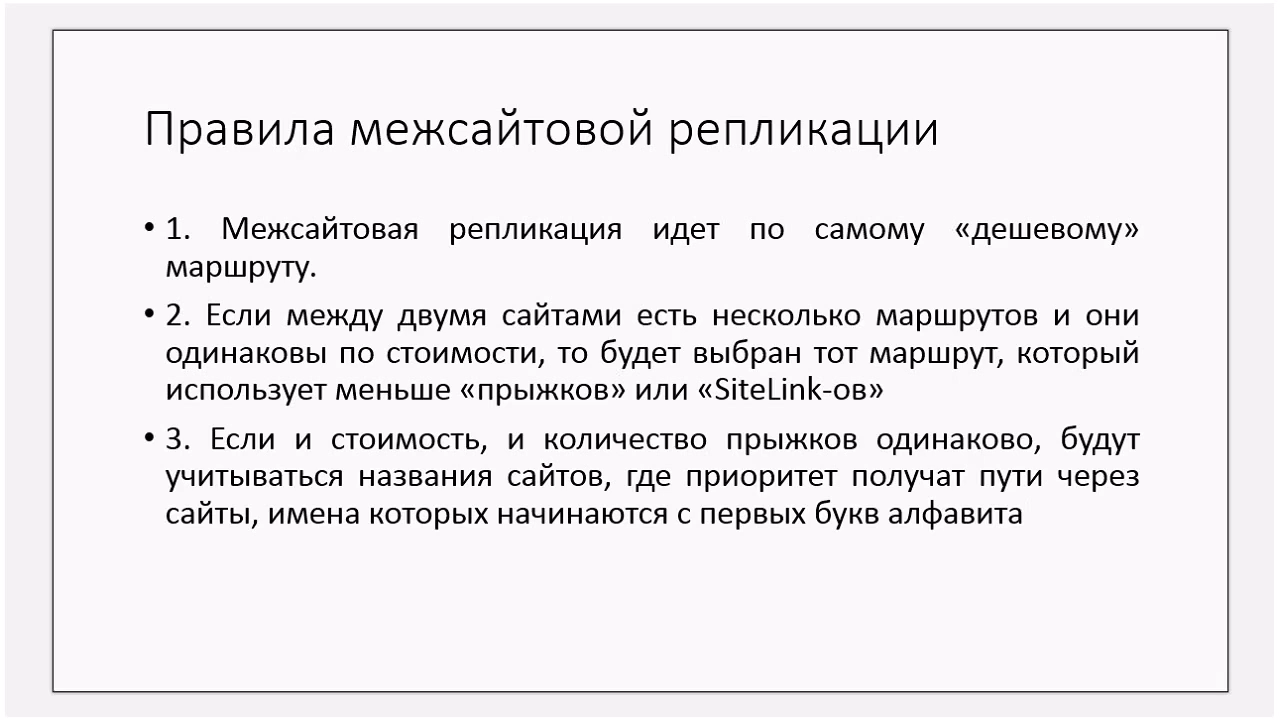 Правила межсайтовой репликации
• 1. Межсайтовая репликация идет по самому «дешевому»
маршруту.
• 2. Если между двумя сайтами есть несколько маршрутов и они
одинаковы по стоимости, то будет выбран тот маршрут, который
использует меньше «прыжков» или «SiteLink-ов»
• 3. Если и стоимость, и количество прыжков одинаково, будут
учитываться названия сайтов, где приоритет получат пути через
сайты, имена которых начинаются с первых букв алфавита